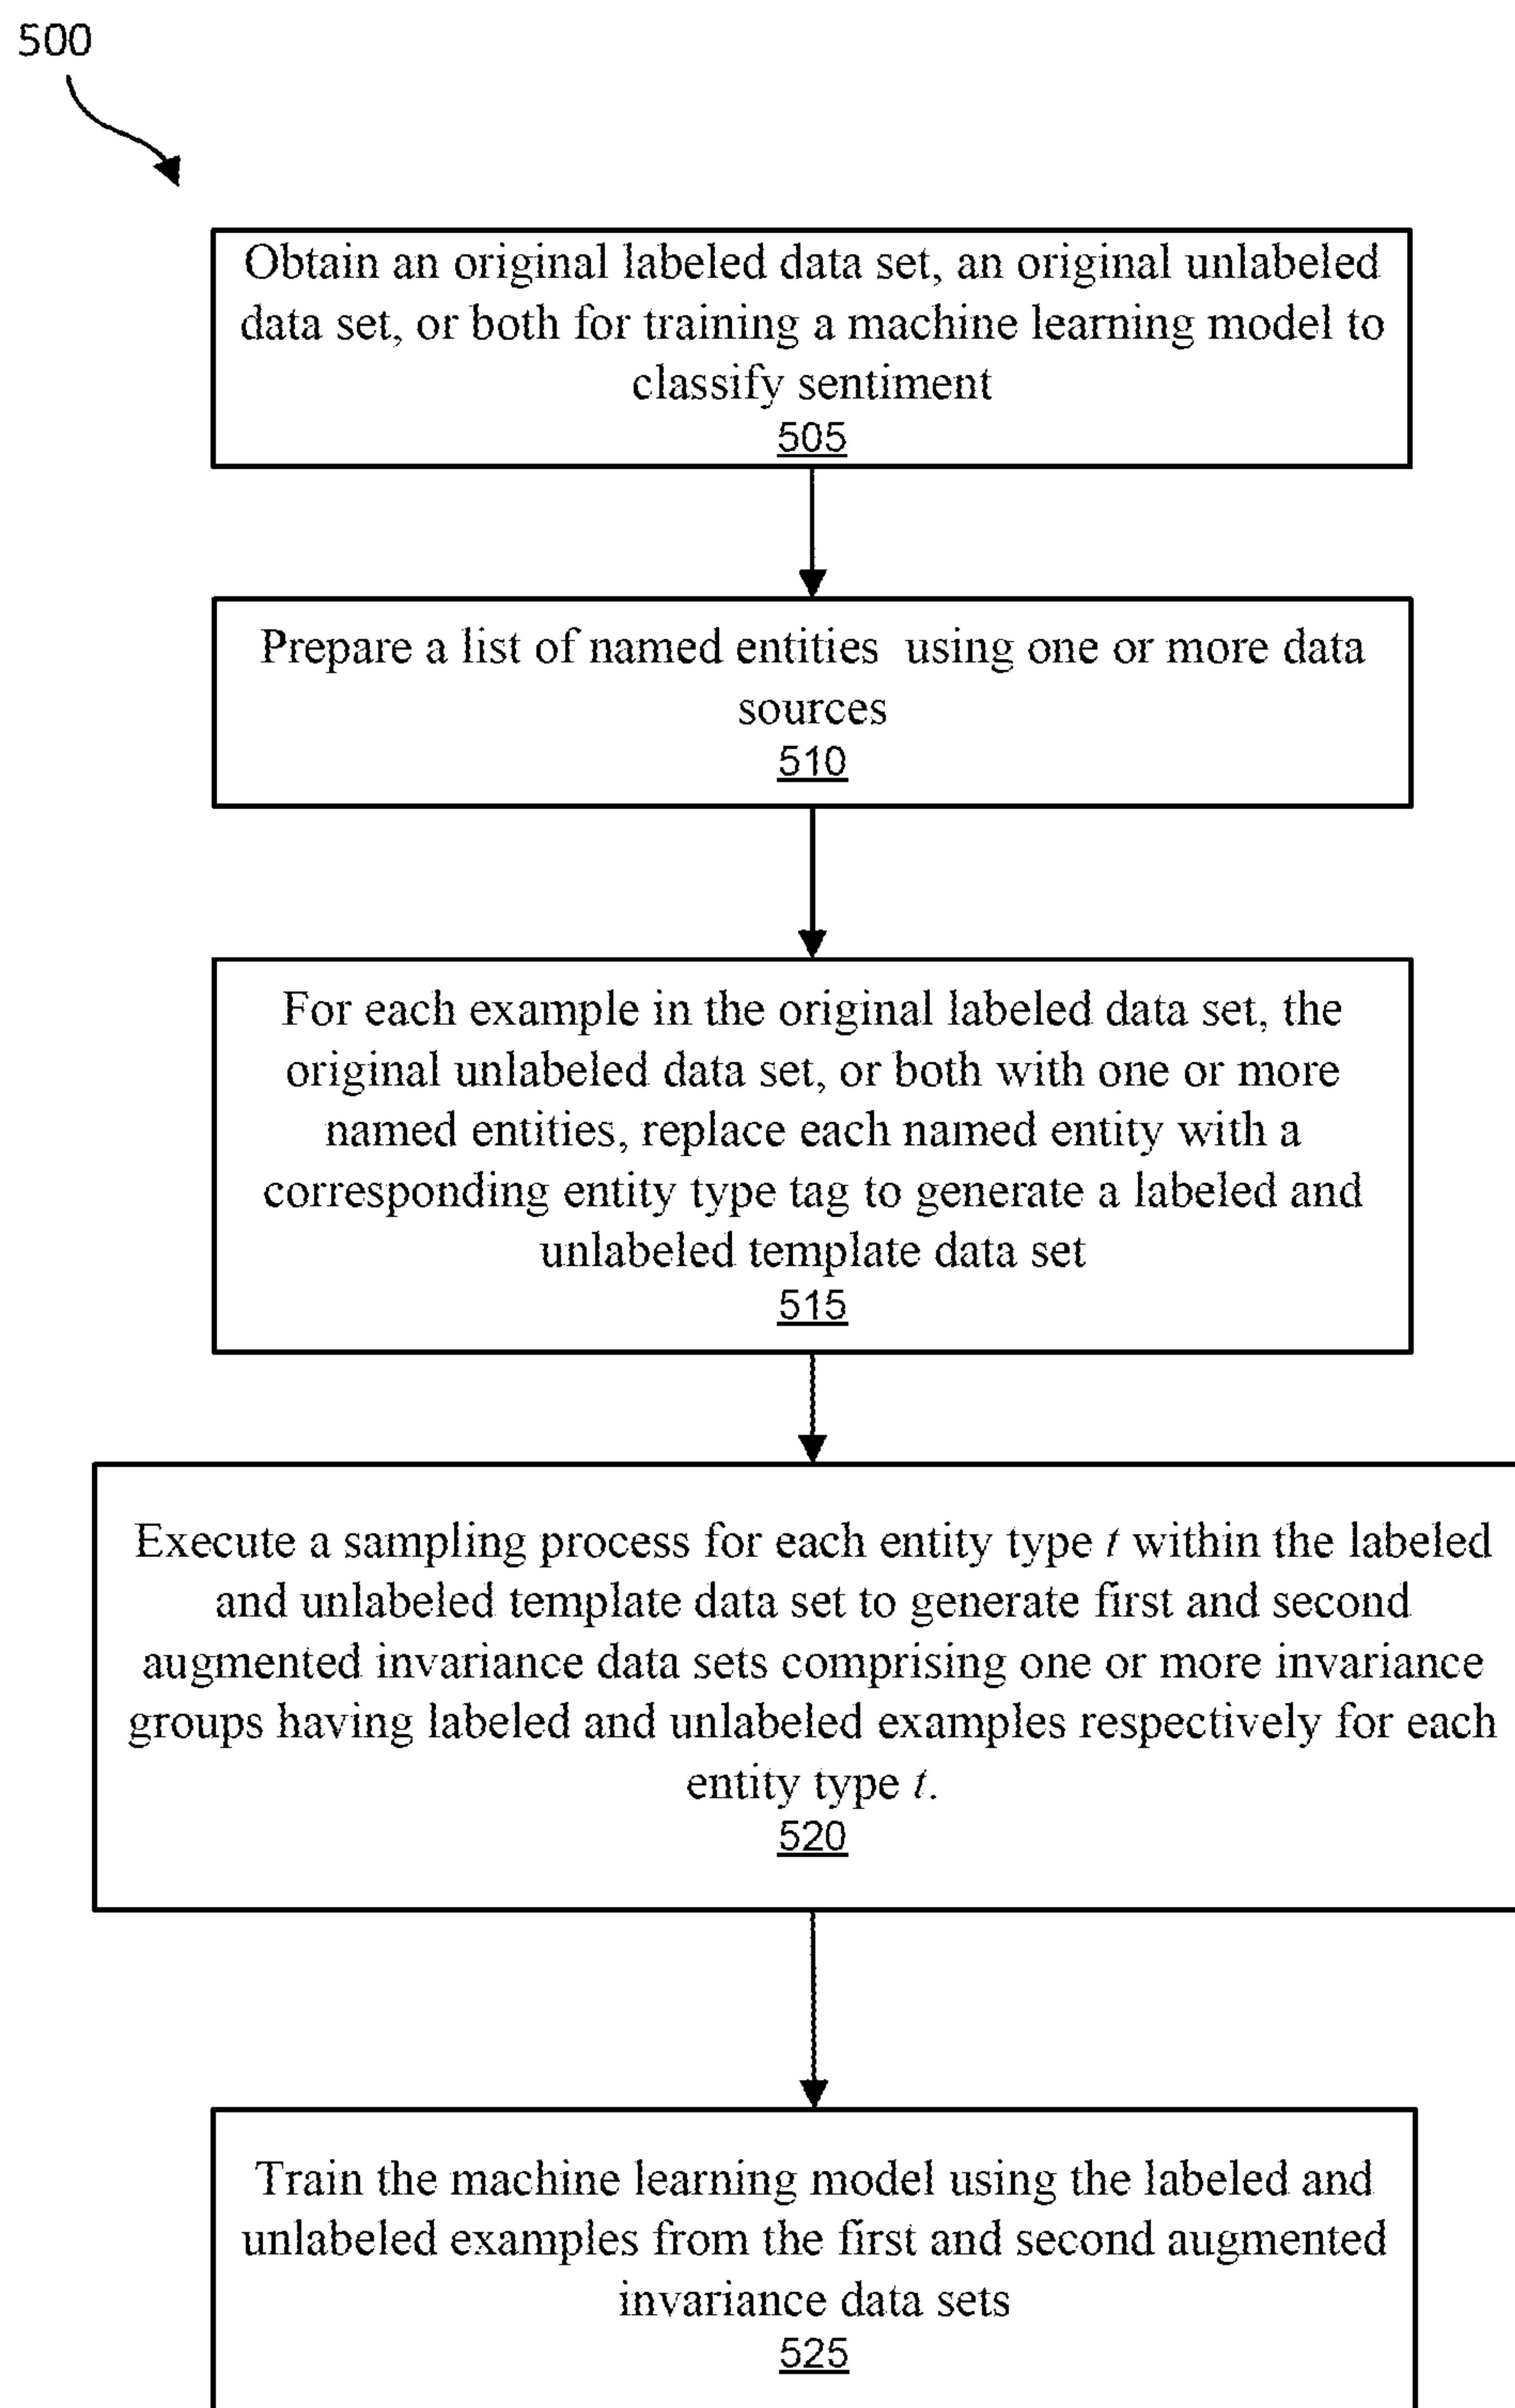 500
Obtain an original labeled data set, an original unlabeled
data set, or both for training a machine learning model to
classify sentiment
505
Prepare a list of named entities using one or more data
sources
510
For each example in the original labeled data set, the
original unlabeled data set, or both with one or more
named entities, replace each named entity with a
corresponding entity type tag to generate a labeled and
unlabeled template data set
515
Execute a sampling process for each entity type t within the labeled
and unlabeled template data set to generate first and second
augmented invariance data sets comprising one or more invariance
groups having labeled and unlabeled examples respectively for each
entity type t.
520
Train the machine learning model using the labeled and
unlabeled examples from the first and second augmented
invariance data sets
525